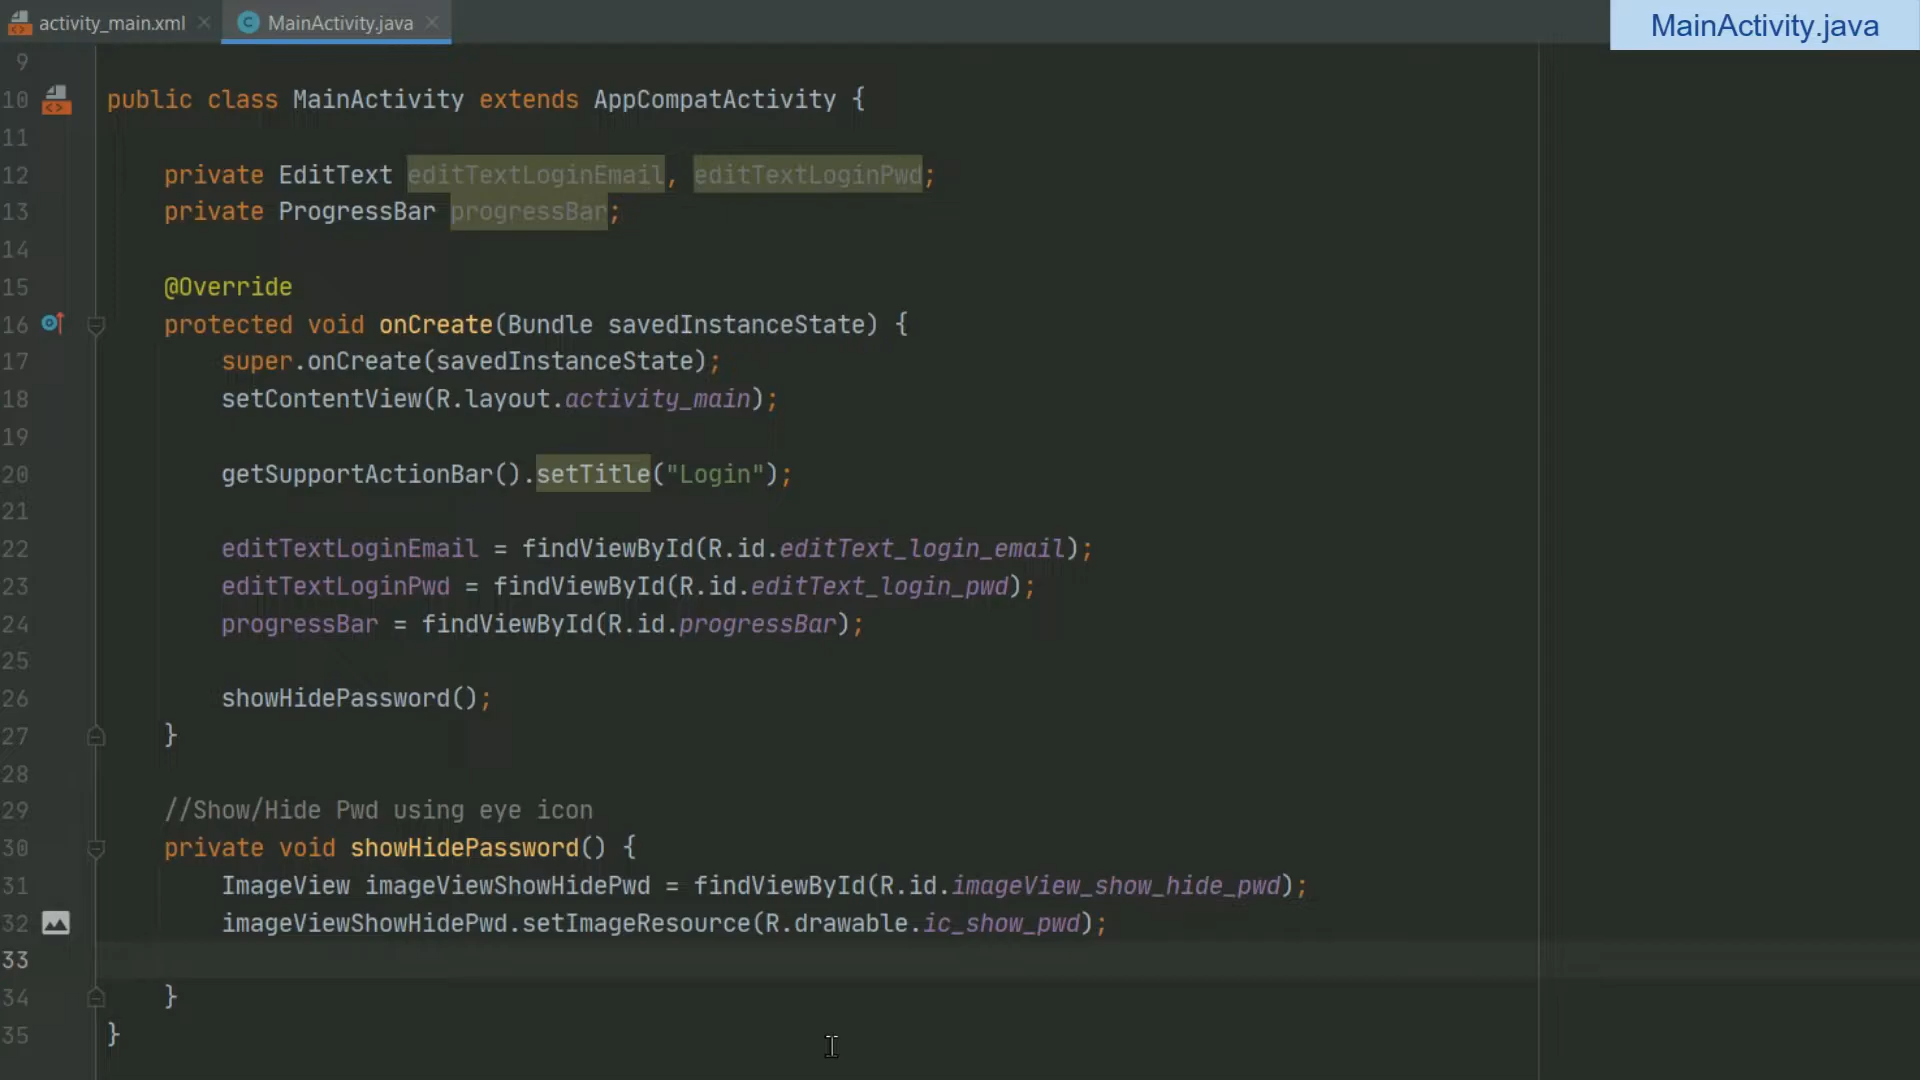 activity_main.xml
MainActivity.java
MainActivity.java
9
10 public class MainActivity extends AppCompatActivity {
11
12 private EditText editTextLoginEmail, editTextLoginPwd;
13 private ProgressBar progressBar;
14
15 @Override
16 protected void onCreate(Bundle savedInstanceState) {
17 super.onCreate(savedInstanceState);
18 setContentView(R.layout.activity_main);
19
20 getSupportActionBar().setTitle("Login");
21
22 editTextLoginEmail = findViewById(R.id.editText_login_email);
23 editTextLoginPwd = findViewById(R.id.editText_login_pwd);
24 progressBar = findViewById(R.id.progressBar);
25
26 showHidePassword();
27 }
28
29 //Show/Hide Pwd using eye icon
30 private void showHidePassword() {
31 ImageView imageViewShowHidePwd = findViewById(R.id.imageView_show_hide_pwd);
32 imageViewShowHidePwd.setImageResource(R.drawable.ic_show_pwd);
33
34 }
35 }